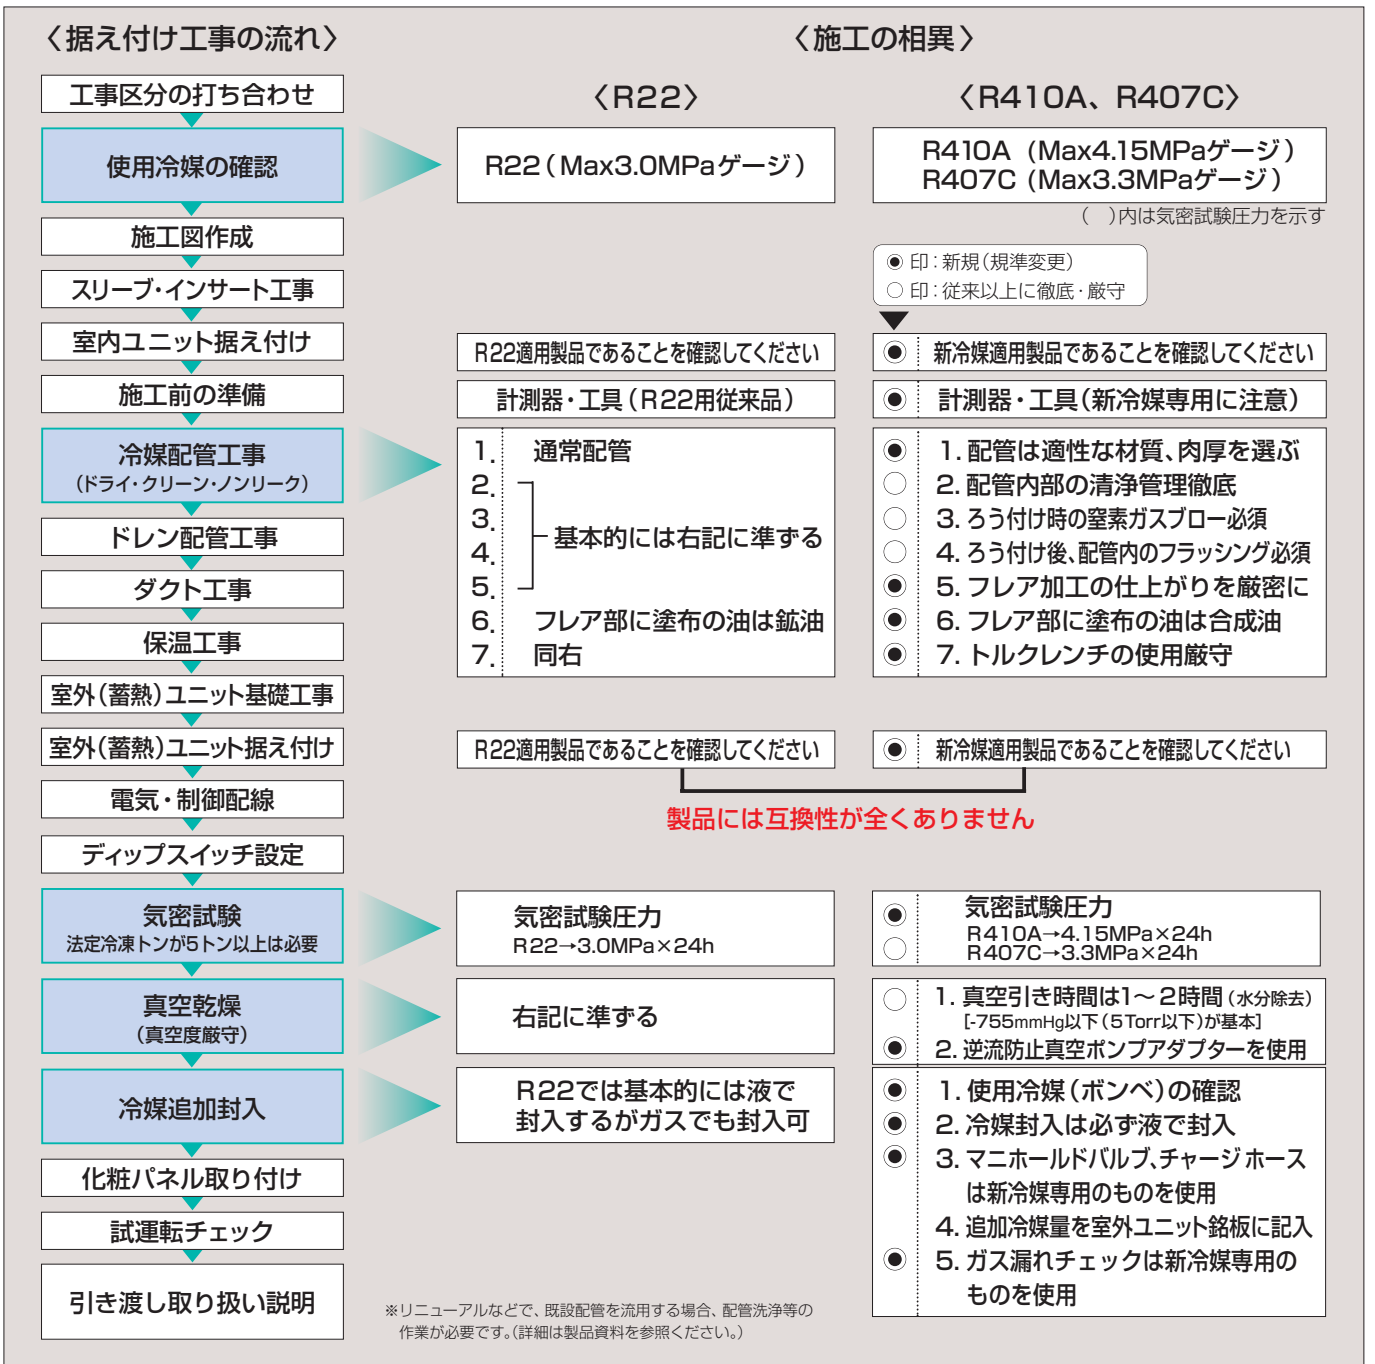 〈据え付け工事の流れ〉
工事区分の打ち合わせ
使用冷媒の確認
施工図作成
スリーブ・インサート工事
室内ユニット据え付け
施工前の準備
冷媒配管工事
(ドライ・クリーン・ノンリーク)
ドレン配管工事
ダクト工事
保温工事
室外(蓄熱)ユニット基礎工事
室外(蓄熱)ユニット据え付け
電気・制御配線
ディップスイッチ設定
気密試験
法定冷凍トンが5トン以上は必要
真空乾燥
(真空度厳守)
冷媒追加封入
化粧パネル取り付け
試運転チェック
引き渡し取り扱い説明
〈施工の相異〉
〈R22〉
R22(Max3.0MPaゲージ)
R22適用製品であることを確認してください
計測器・工具(R22用従来品)
1. 通常配管
2.
3.
基本的には右記に準ずる
4.
5.
6. フレア部に塗布の油は鉱油
7. 同右
R22適用製品であることを確認してください
製品には互換性が全くありません
気密試験圧力
R22→3.0MPa×24h
右記に準ずる
R22では基本的には液で
封入するがガスでも封入可
〈R410A、R407C〉
R410A (Max4.15MPaゲージ)
R407C (Max3.3MPaゲージ)
( )内は気密試験圧力を示す
◉ 印:新規(規準変更)
○ 印:従来以上に徹底・厳守
◉ 新冷媒適用製品であることを確認してください
◉ 計測器・工具(新冷媒専用に注意)
◉ 1. 配管は適性な材質、肉厚を選ぶ
○ 2. 配管内部の清浄管理徹底
○ 3. ろう付け時の窒素ガスブロー必須
○ 4. ろう付け後、配管内のフラッシング必須
◉ 5. フレア加工の仕上がりを厳密に
◉ 6. フレア部に塗布の油は合成油
◉ 7. トルクレンチの使用厳守
◉ 新冷媒適用製品であることを確認してください
気密試験圧力
◉ R410A→4.15MPa×24h
○ R407C→3.3MPa×24h
○ 1. 真空引き時間は1〜2時間(水分除去)
[-755mmHg以下(5Torr以下)が基本]
◉ 2. 逆流防止真空ポンプアダプターを使用
◉ 1. 使用冷媒(ボンベ)の確認
◉ 2. 冷媒封入は必ず液で封入
◉ 3. マニホールドバルブ、チャージホース
は新冷媒専用のものを使用
4. 追加冷媒量を室外ユニット銘板に記入
◉ 5. ガス漏れチェックは新冷媒専用の
ものを使用
※リニューアルなどで、既設配管を流用する場合、配管洗浄等の
作業が必要です。(詳細は製品資料を参照ください。)